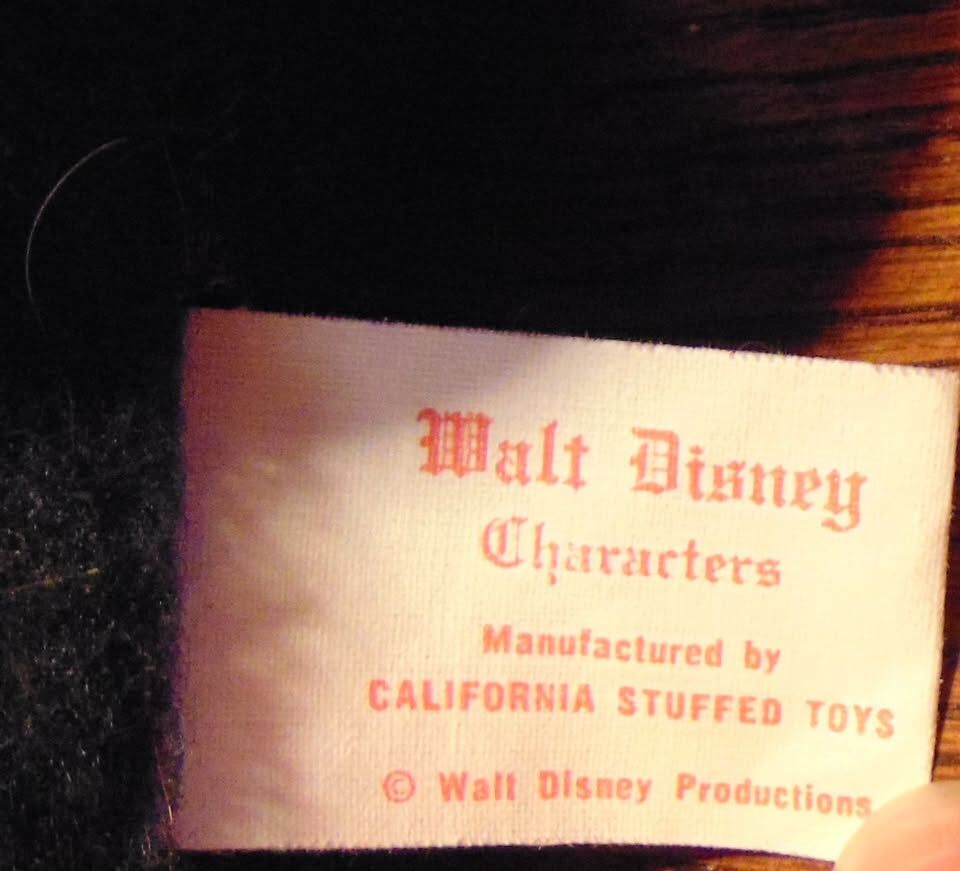 Walt Disney
Characters
Manufactured by
CALIFORNIA STUFFED TOYS
© Walt Disney Productions